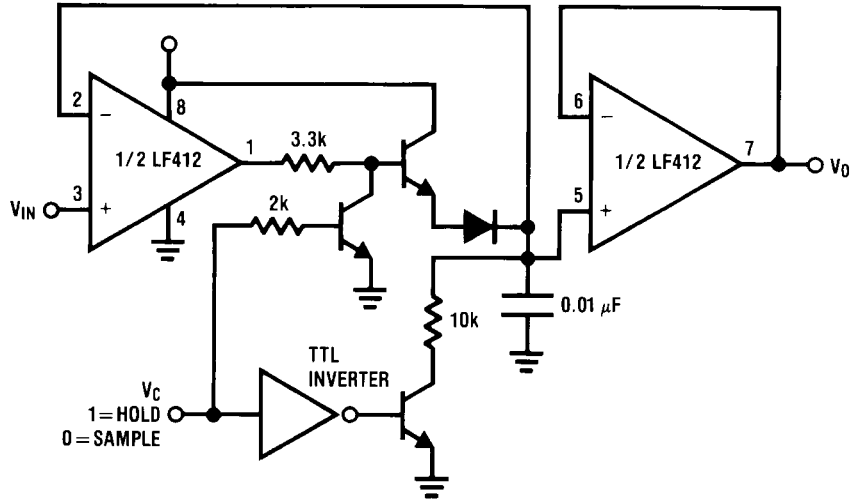 2
−
8
1/2 LF412
1
3.3k
VIN
3
+
4
2k
6
−
1/2 LF412
7
VO
5
+
0.01 μF
10k
TTL
INVERTER
VC
1=HOLD
0=SAMPLE